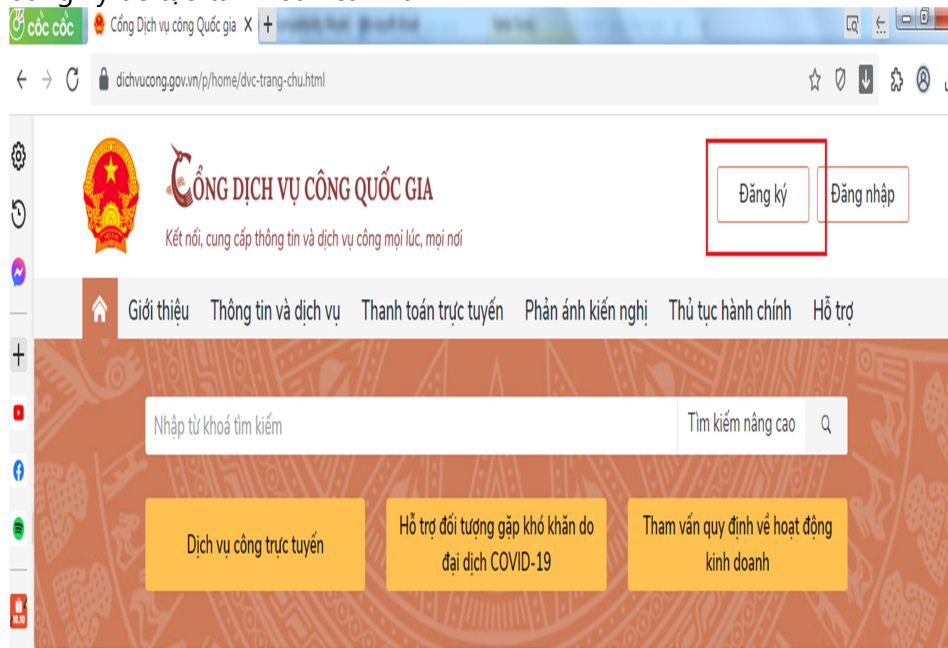 cốc cốc
Cổng Dịch vụ công Quốc gia X +
dichvucong.gov.vn/p/home/dvc-trang-chu.html
CỔNG DỊCH VỤ CÔNG QUỐC GIA
Kết nối, cung cấp thông tin và dịch vụ công mọi lúc, mọi nơi
Đăng ký
Đăng nhập
Giới thiệu Thông tin và dịch vụ Thanh toán trực tuyến Phản ánh kiến nghị Thủ tục hành chính Hỗ trợ
Nhập từ khoá tìm kiếm
Tìm kiếm nâng cao
Dịch vụ công trực tuyến
Hỗ trợ đối tượng gặp khó khăn do
đại dịch COVID-19
Tham vấn quy định về hoạt động
kinh doanh
10.10